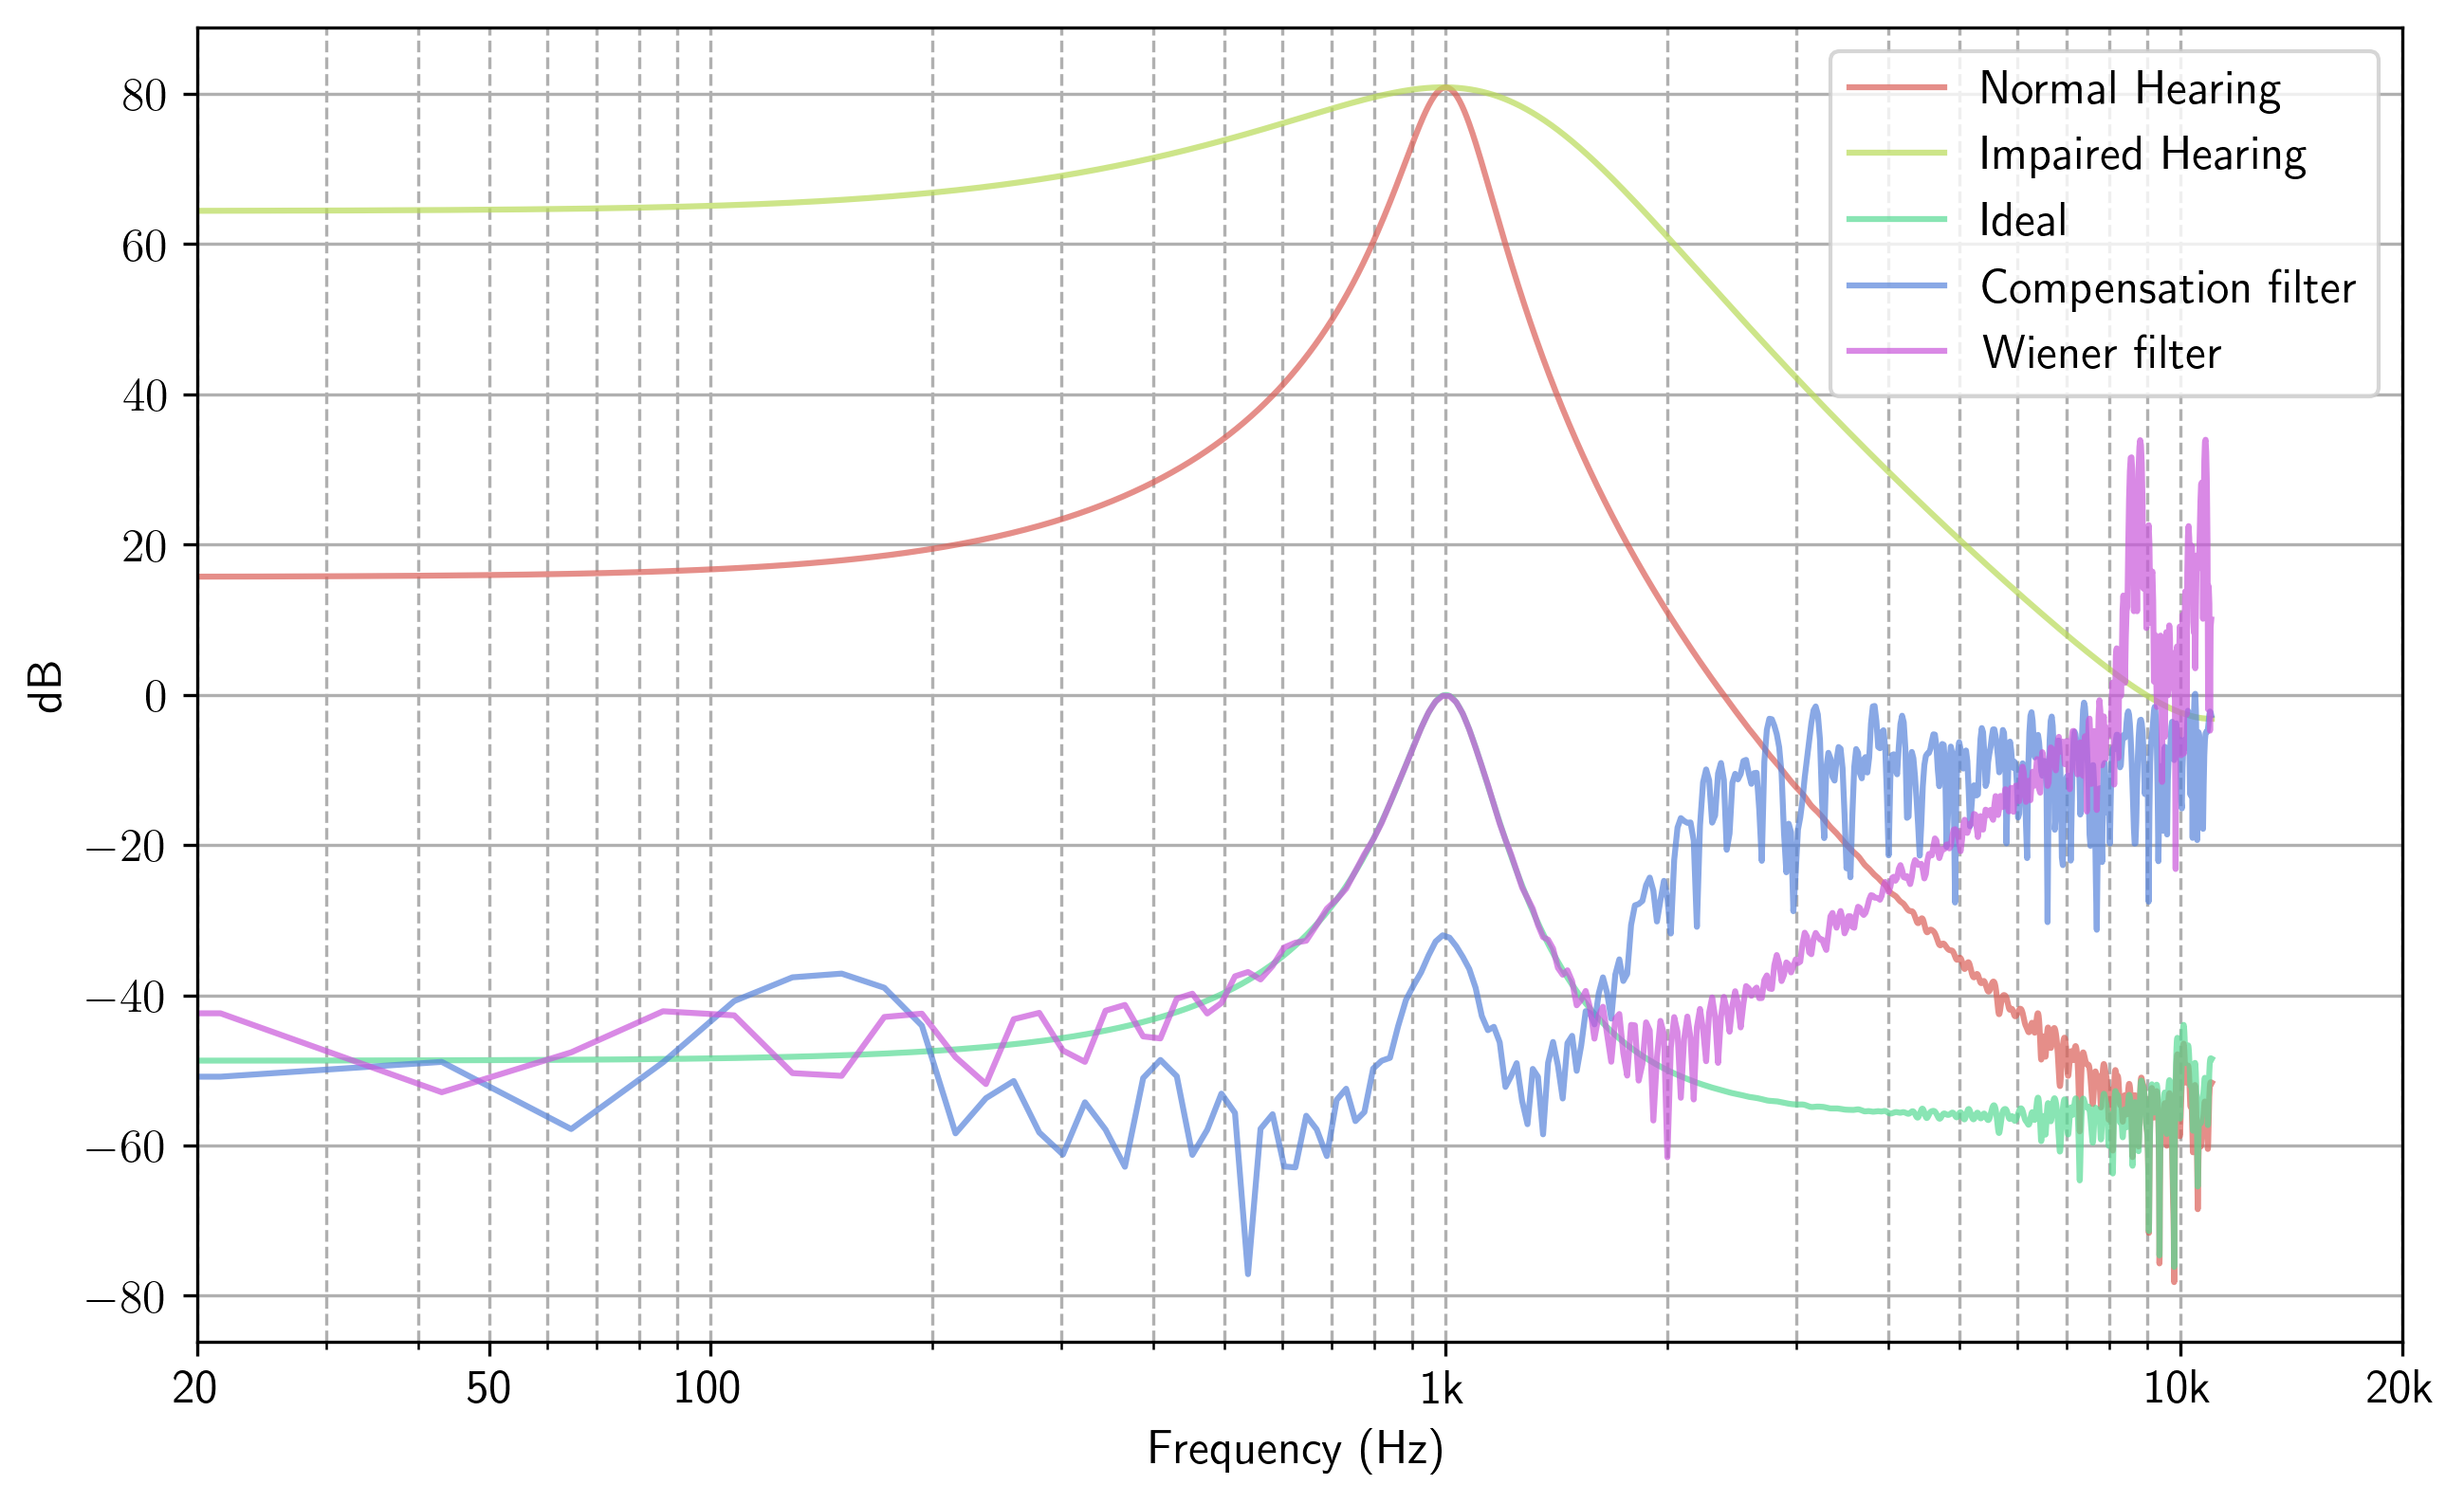 Normal Hearing
Impaired Hearing
Ideal
Compensation filter
Wiener filter
80
60
40
20
0
−20
−40
−60
−80
dB
20 50 100 1k 10k 20k
Frequency (Hz)